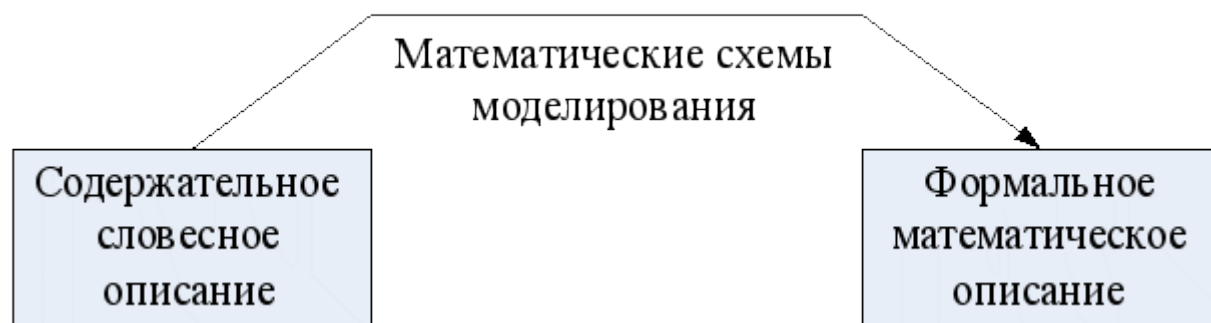 Математические схемы
моделирования
Содержательное
словесное
описание
Формальное
математическое
описание